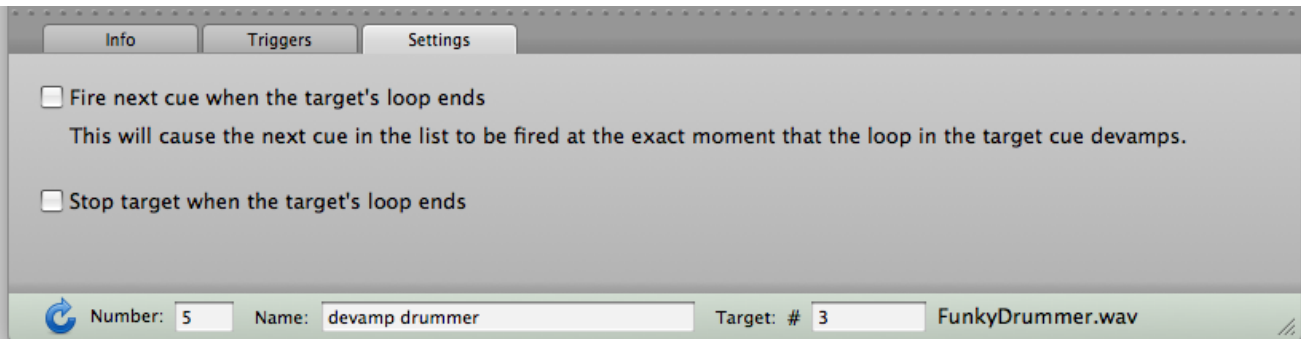 Info Triggers Settings
Fire next cue when the target's loop ends
This will cause the next cue in the list to be fired at the exact moment that the loop in the target cue devamps.
Stop target when the target's loop ends
Number: 5 Name: devamp drummer Target: # 3 FunkyDrummer.wav